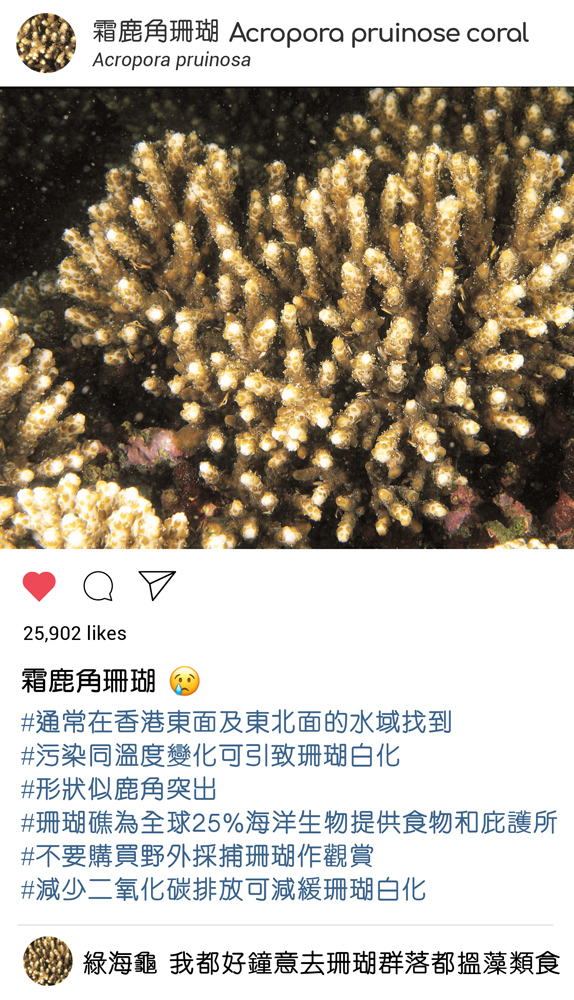 霜鹿角珊瑚 Acropora pruinose coral
Acropora pruinosa
25,902 likes
霜鹿角珊瑚 😢
#通常在香港東面及東北面的水域找到
#污染同溫度變化可引致珊瑚白化
#形狀似鹿角突出
#珊瑚礁為全球25%海洋生物提供食物和庇護所
#不要購買野外採捕珊瑚作觀賞
#減少二氧化碳排放可減緩珊瑚白化
綠海龜 我都好鐘意去珊瑚群落都搵藻類食